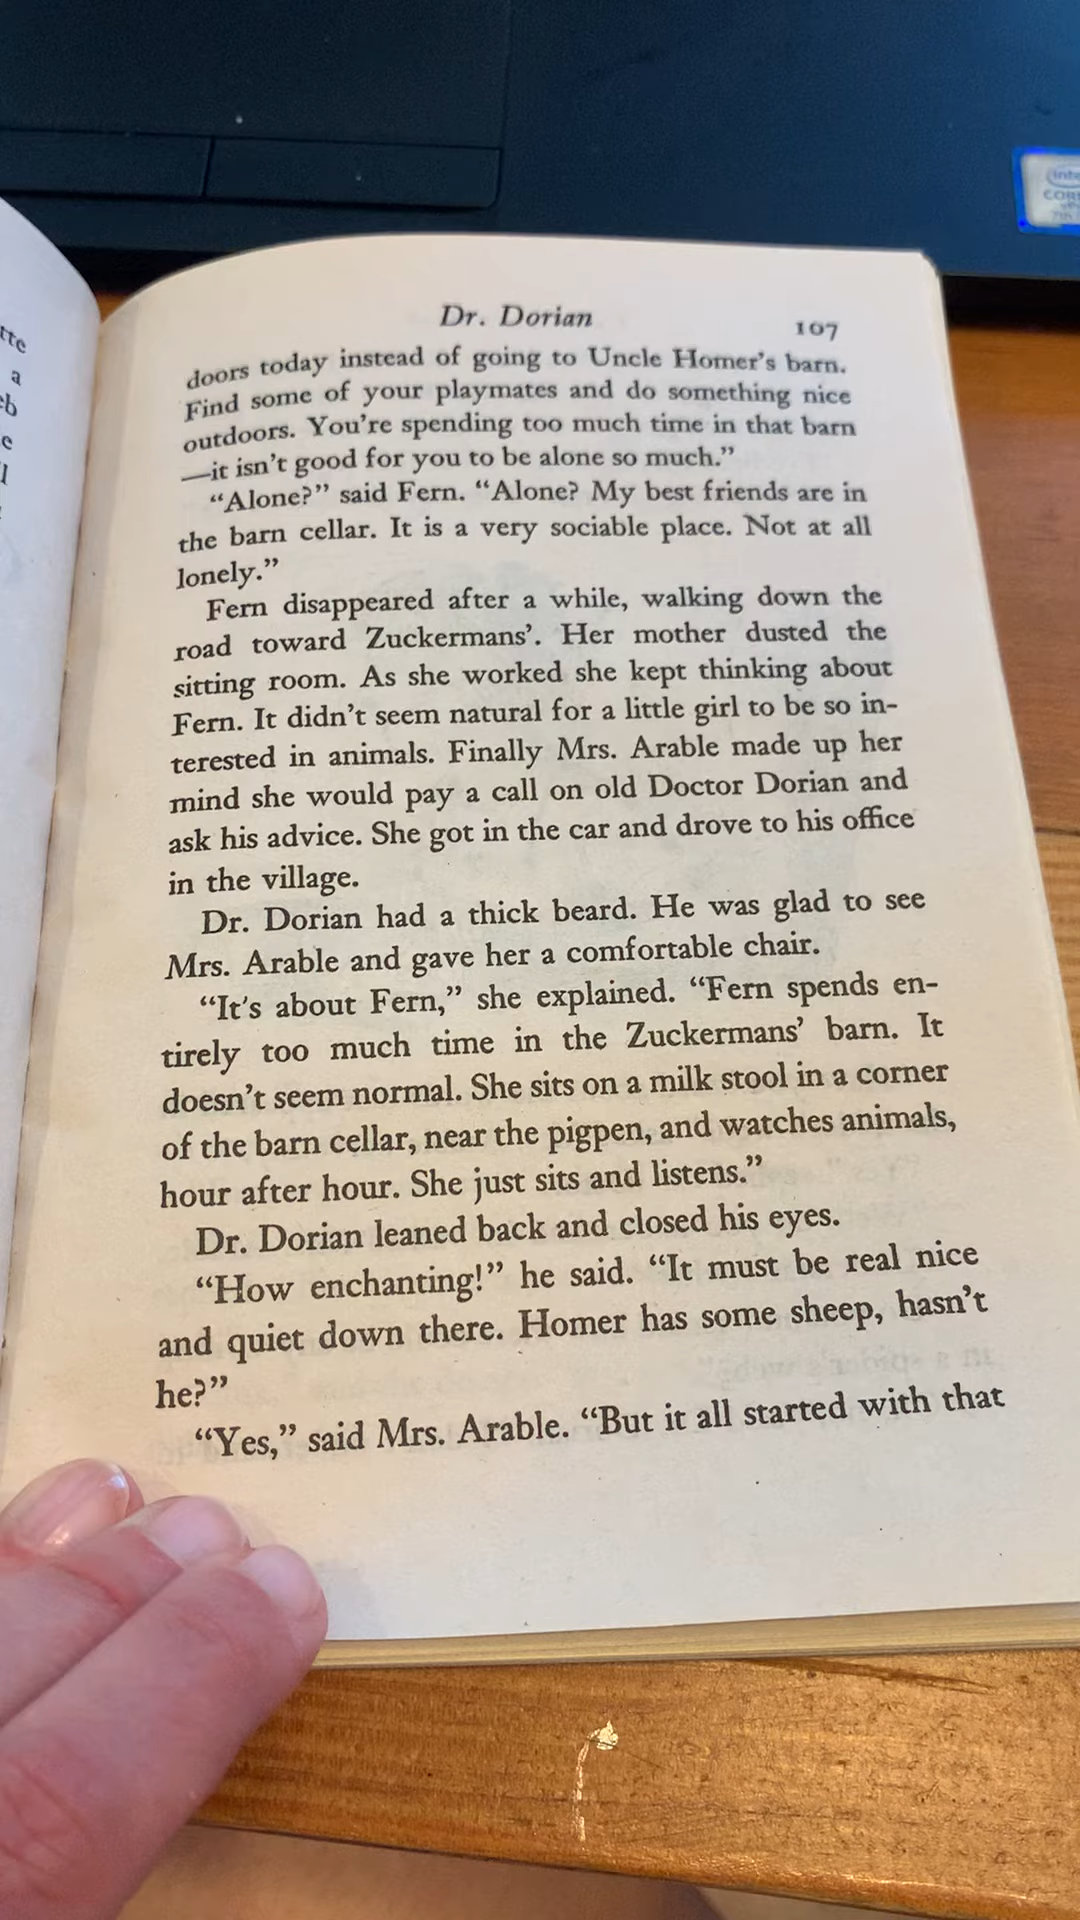 tte
a
eb
e
Dr. Dorian
107
doors today instead of going to Uncle Homer's barn.
Find some of your playmates and do something nice
outdoors. You're spending too much time in that barn
—it isn't good for you to be alone so much.”
“Alone?” said Fern. “Alone? My best friends are in
the barn cellar. It is a very sociable place. Not at all
lonely.”
Fern disappeared after a while, walking down the
road toward Zuckermans’. Her mother dusted the
sitting room. As she worked she kept thinking about
Fern. It didn’t seem natural for a little girl to be so in-
terested in animals. Finally Mrs. Arable made up her
mind she would pay a call on old Doctor Dorian and
ask his advice. She got in the car and drove to his office
in the village.
Dr. Dorian had a thick beard. He was glad to see
Mrs. Arable and gave her a comfortable chair.
“It’s about Fern,” she explained. “Fern spends en-
tirely too much time in the Zuckermans’ barn. It
doesn’t seem normal. She sits on a milk stool in a corner
of the barn cellar, near the pigpen, and watches animals,
hour after hour. She just sits and listens.”
Dr. Dorian leaned back and closed his eyes.
“How enchanting!” he said. “It must be real nice
and quiet down there. Homer has some sheep, hasn’t
he?”
“Yes,” said Mrs. Arable. “But it all started with that